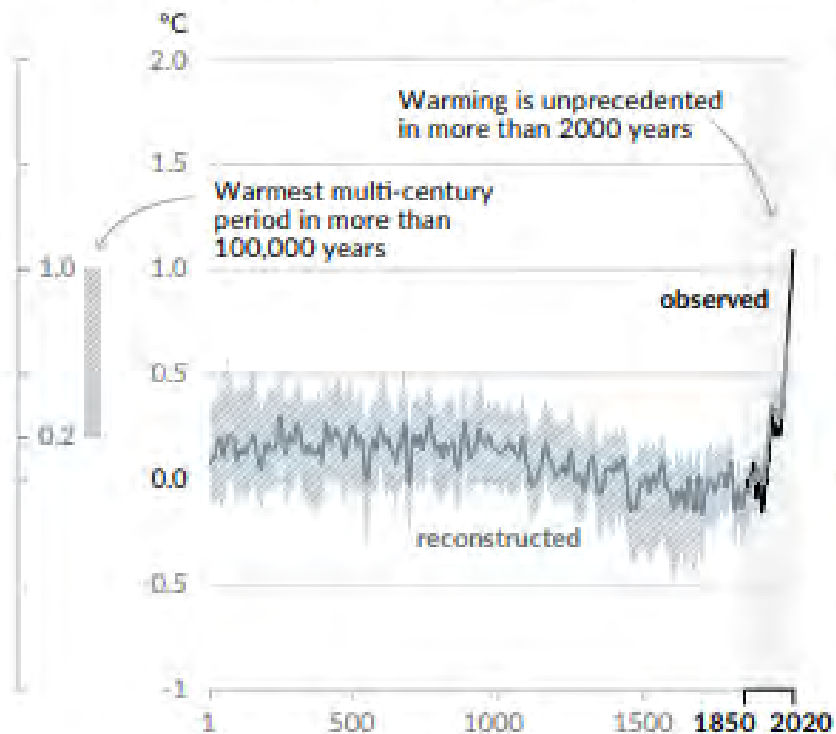 °C
2.0
Warming is unprecedented
in more than 2000 years
1.5
Warmest multi-century
period in more than
100,000 years
1.0
1.0
observed
0.5
0.2
0.0
reconstructed
-0.5
-1
1
500
1000
1500
1850
2020